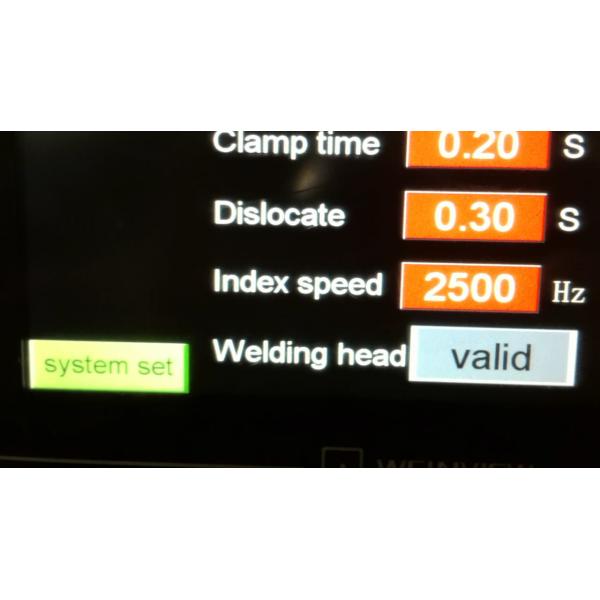 Clamp time 0.20 S
Dislocate 0.30 S
Index speed 2500 Hz
Welding head valid
system set